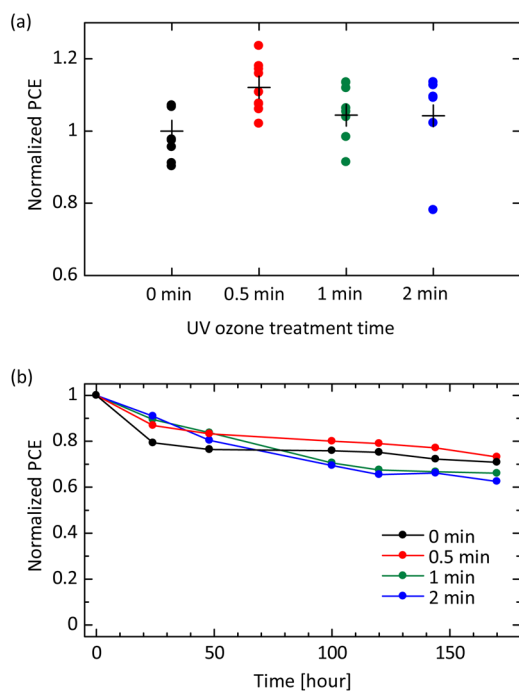 (a)
Normalized PCE
1.2
1
0.8
0.6
0 min 0.5 min 1 min 2 min
UV ozone treatment time
(b)
Normalized PCE
1
0.8
0.6
0.4
0.2
0
0 min
0.5 min
1 min
2 min
0 50 100 150
Time [hour]